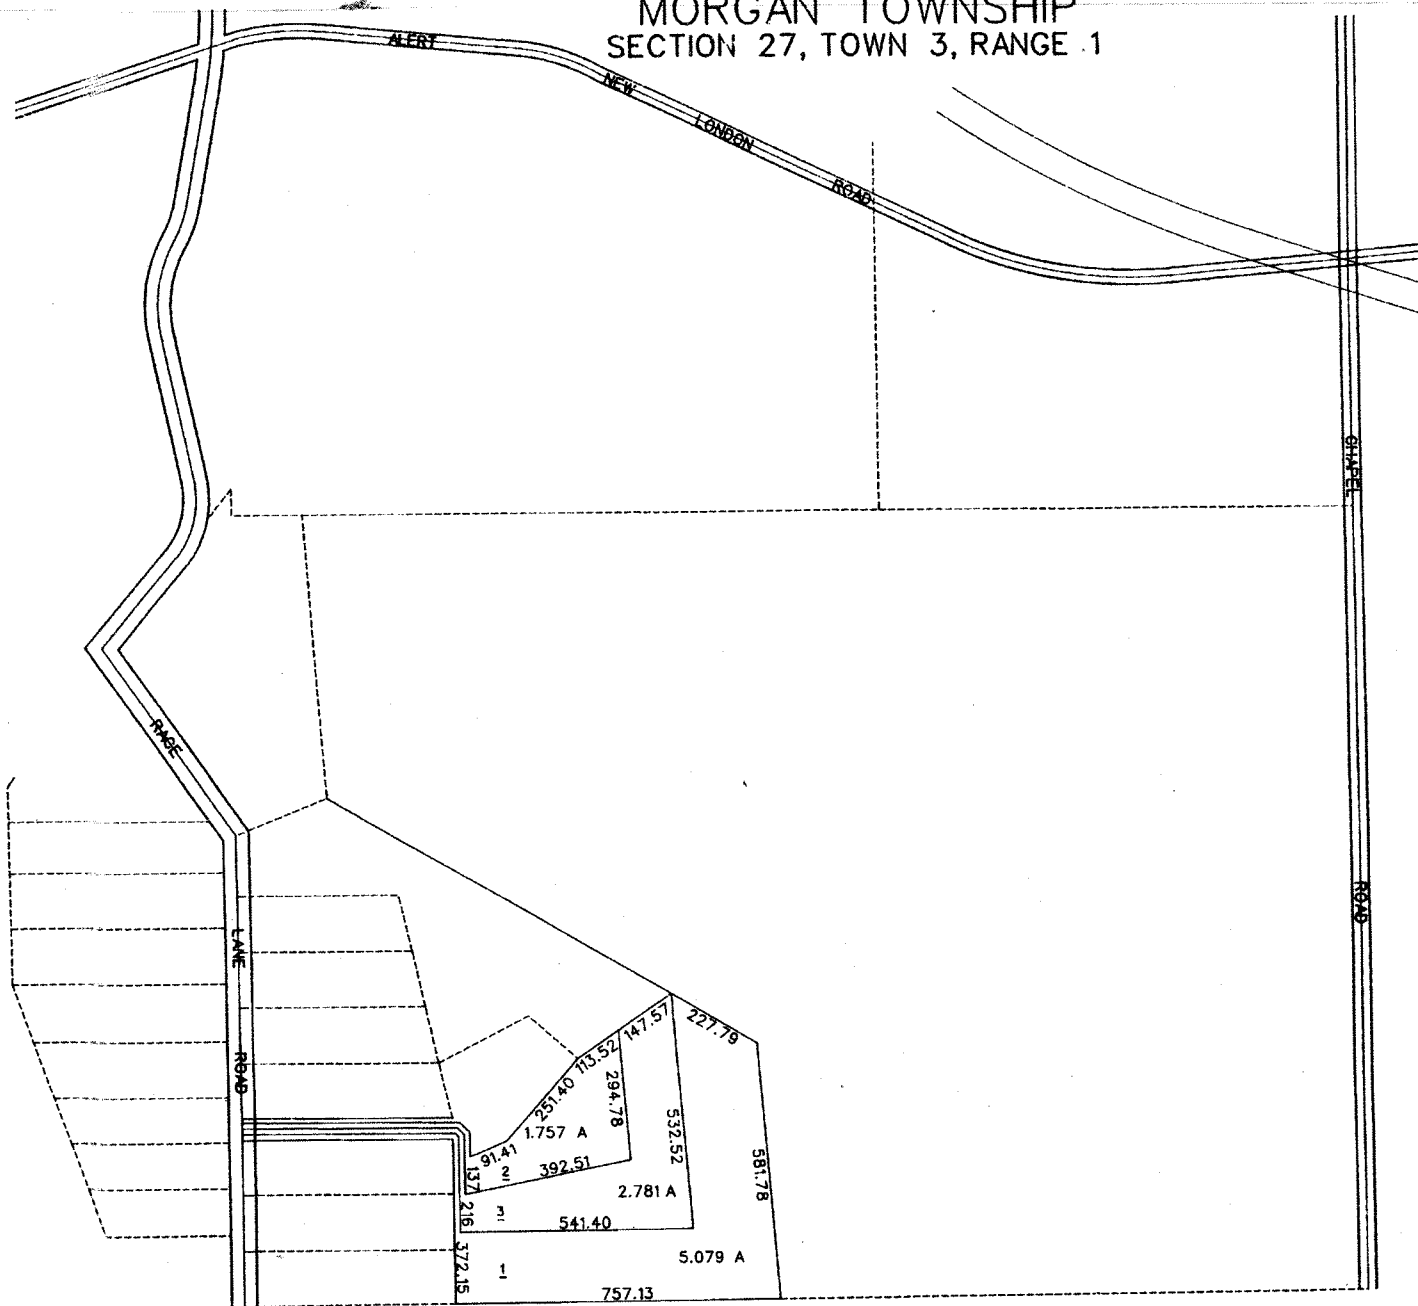 MORGAN TOWNSHIP
SECTION 27, TOWN 3, RANGE 1
ALERT
NEW
LONDON
ROAD
CHAPEL
ROAD
RAGE
LANE
ROAD
147.57
227.79
113.52
251.40
294.78
532.52
581.78
1.757 A
91.41
2
392.51
137
2.781 A
216
3
541.40
5.079 A
372.15
1
757.13